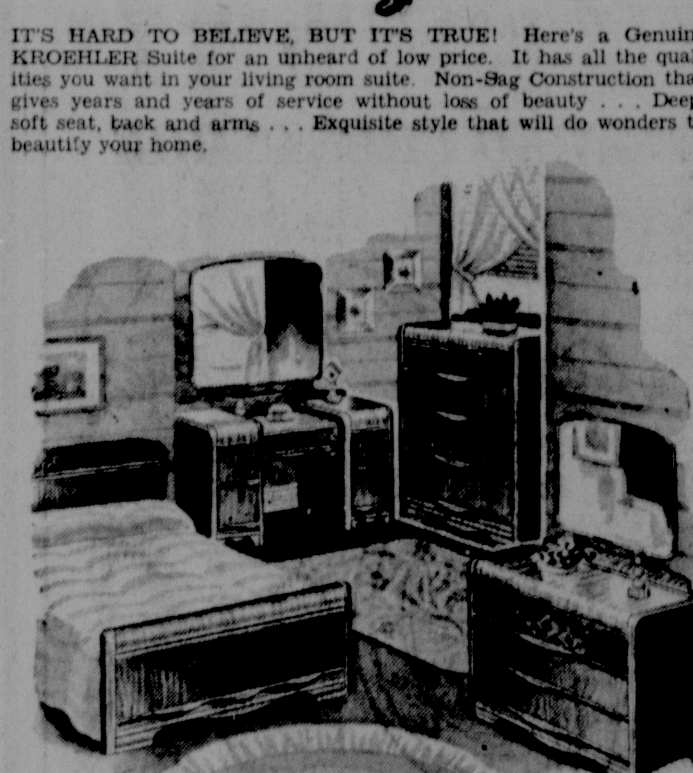 IT'S HARD TO BELIEVE, BUT IT'S TRUE! Here's a Genuin
KROEHLER Suite for an unheard of low price. It has all the qual
ities you want in your living room suite. Non-Sag Construction tha
gives years and years of service without loss of beauty . . . Deep
soft seat, back and arms . . . Exquisite style that will do wonders t
beautify your home.